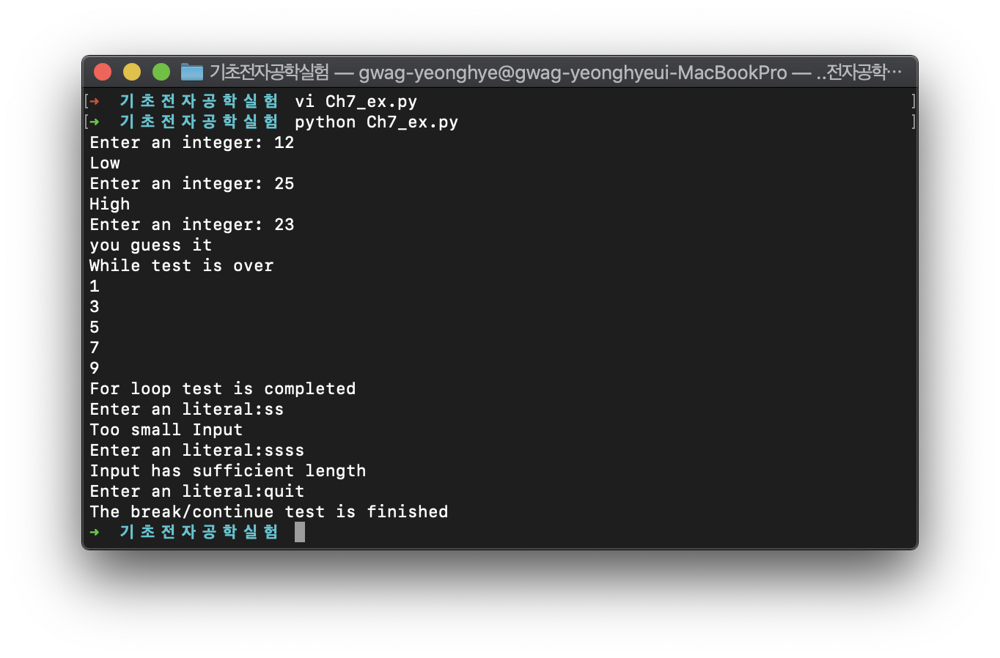 기초전자공학실험 — gwag-yeonghye@gwag-yeonghyeui-MacBookPro — ..전자공학…
[➜  기초전자공학실험 vi Ch7_ex.py ]
[➜  기초전자공학실험 python Ch7_ex.py ]
Enter an integer: 12
Low
Enter an integer: 25
High
Enter an integer: 23
you guess it
While test is over
1
3
5
7
9
For loop test is completed
Enter an literal:ss
Too small Input
Enter an literal:ssss
Input has sufficient length
Enter an literal:quit
The break/continue test is finished
➜  기초전자공학실험